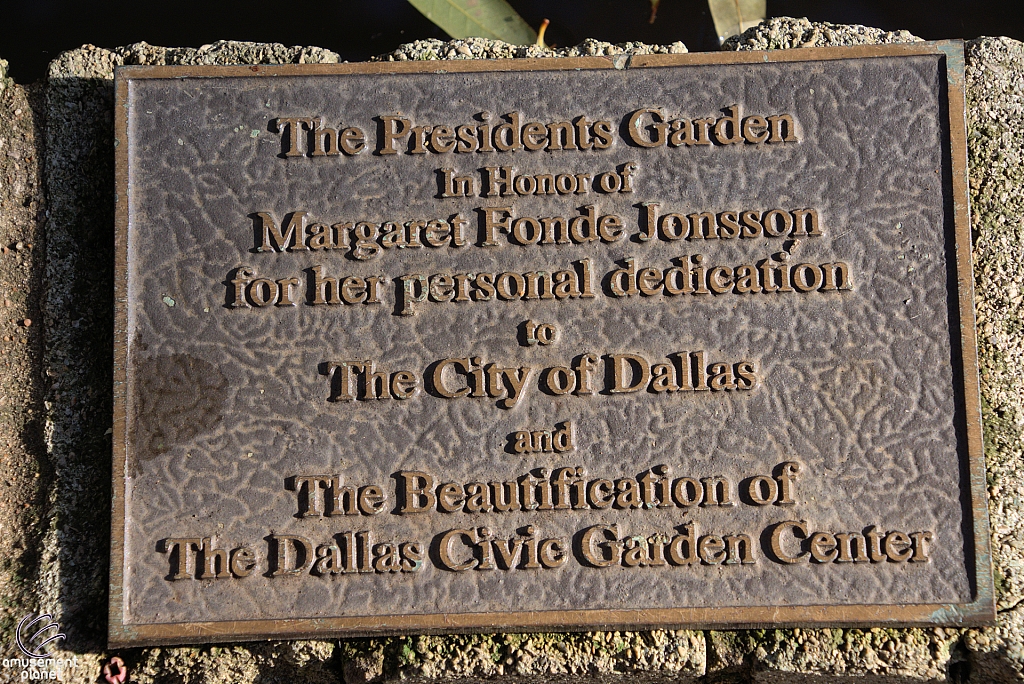 The Presidents Garden
In Honor of
Margaret Fonde Jonsson
for her personal dedication
to
The City of Dallas
and
The Beautification of
The Dallas Civic Garden Center
amusement
planet